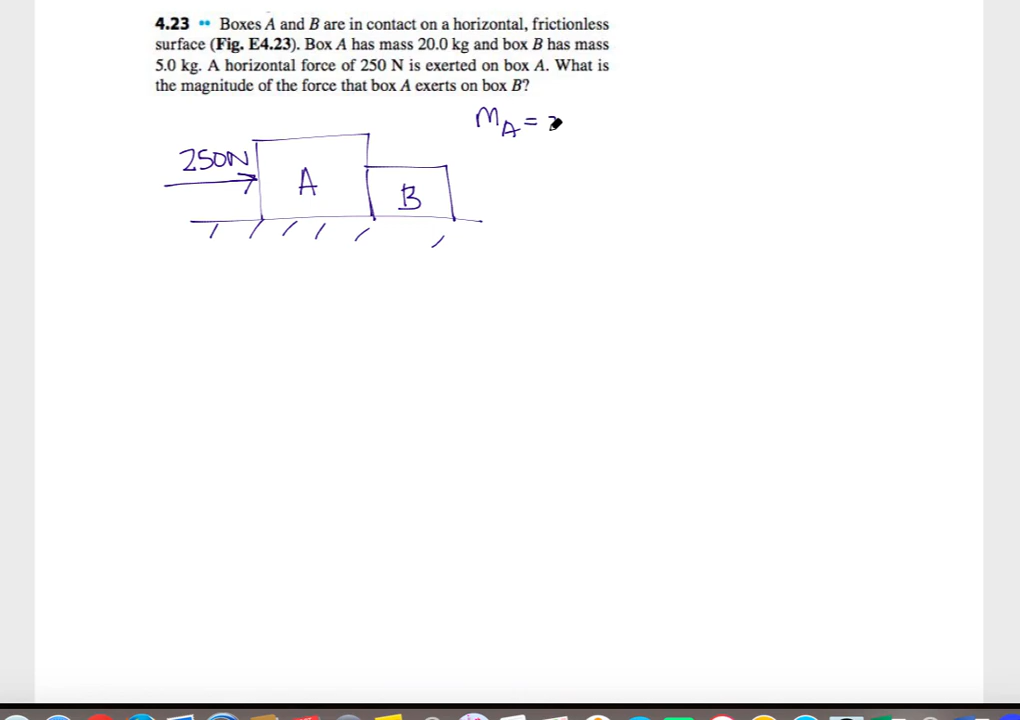 4.23 •• Boxes A and B are in contact on a horizontal, frictionless
surface (Fig. E4.23). Box A has mass 20.0 kg and box B has mass
5.0 kg. A horizontal force of 250 N is exerted on box A. What is
the magnitude of the force that box A exerts on box B?
mA =
250N
A
B